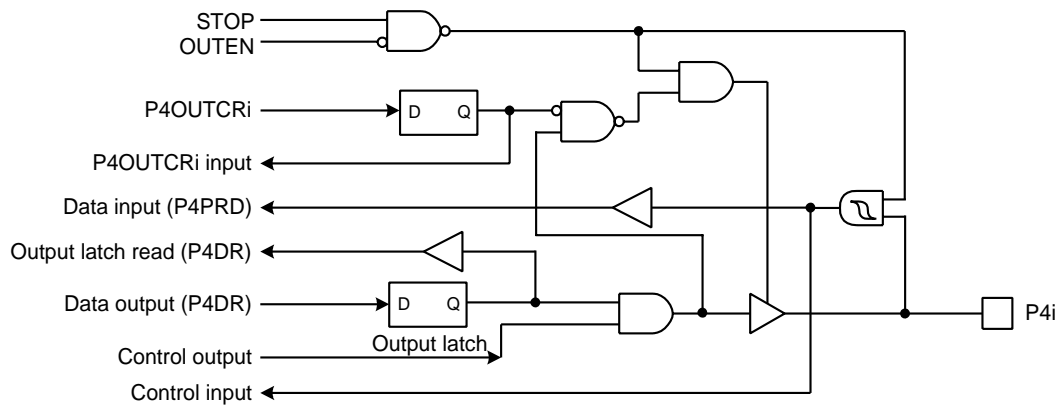 STOP
OUTEN
P4OUTCRi
D Q
P4OUTCRi input
Data input (P4PRD)
Output latch read (P4DR)
Data output (P4DR)
D Q
P4i
Output latch
Control output
Control input